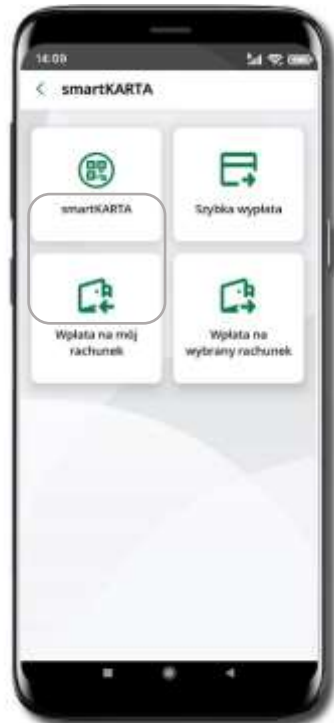 14:09
smartKARTA
smartKARTA
Szybka wypłata
Wpłata na mój
rachunek
Wpłata na
wybrany rachunek